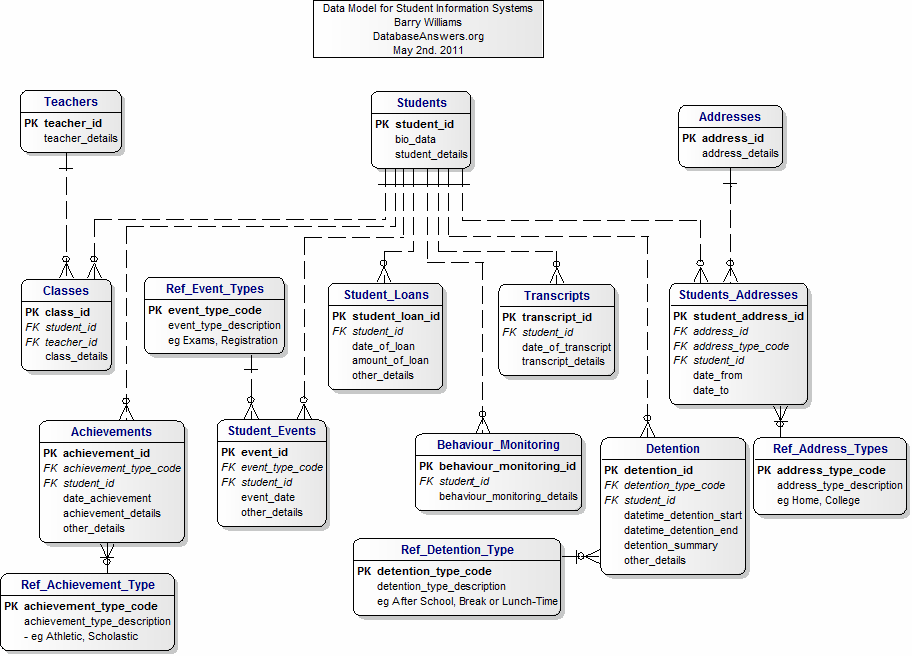 Data Model for Student Information Systems
Barry Williams
DatabaseAnswers.org
May 2nd. 2011
Teachers
PK teacher_id
teacher_details
Students
PK student_id
bio_data
student_details
Addresses
PK address_id
address_details
Classes
PK class_id
FK student_id
FK teacher_id
class_details
Ref_Event_Types
PK event_type_code
event_type_description
eg Exams, Registration
Student_Loans
PK student_loan_id
FK student_id
date_of_loan
amount_of_loan
other_details
Transcripts
PK transcript_id
FK student_id
date_of_transcript
transcript_details
Students_Addresses
PK student_address_id
FK address_id
FK address_type_code
FK student_id
date_from
date_to
Achievements
PK achievement_id
FK achievement_type_code
FK student_id
date_achievement
achievement_details
other_details
Student_Events
PK event_id
FK event_type_code
FK student_id
event_date
other_details
Behaviour_Monitoring
PK behaviour_monitoring_id
FK student_id
behaviour_monitoring_details
Detention
PK detention_id
FK detention_type_code
FK student_id
datetime_detention_start
datetime_detention_end
detention_summary
other_details
Ref_Address_Types
PK address_type_code
address_type_description
eg Home, College
Ref_Detention_Type
PK detention_type_code
detention_type_description
eg After School, Break or Lunch-Time
Ref_Achievement_Type
PK achievement_type_code
achievement_type_description
- eg Athletic, Scholastic